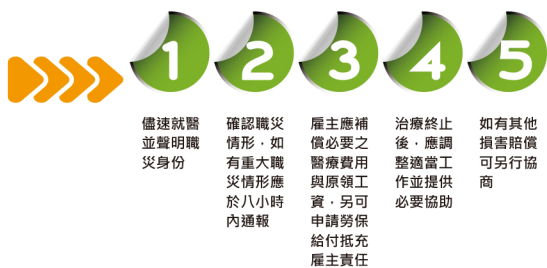 1
儘速就醫
並聲明職
災身份
2
確認職災
情形，如
有重大職
災情形應
於八小時
內通報
3
雇主應補
償必要之
醫療費用
與原領工
資，另可
申請勞保
給付抵充
雇主責任
4
治療終止
後，應調
整適當工
作並提供
必要協助
5
如有其他
損害賠償
可另行協
商